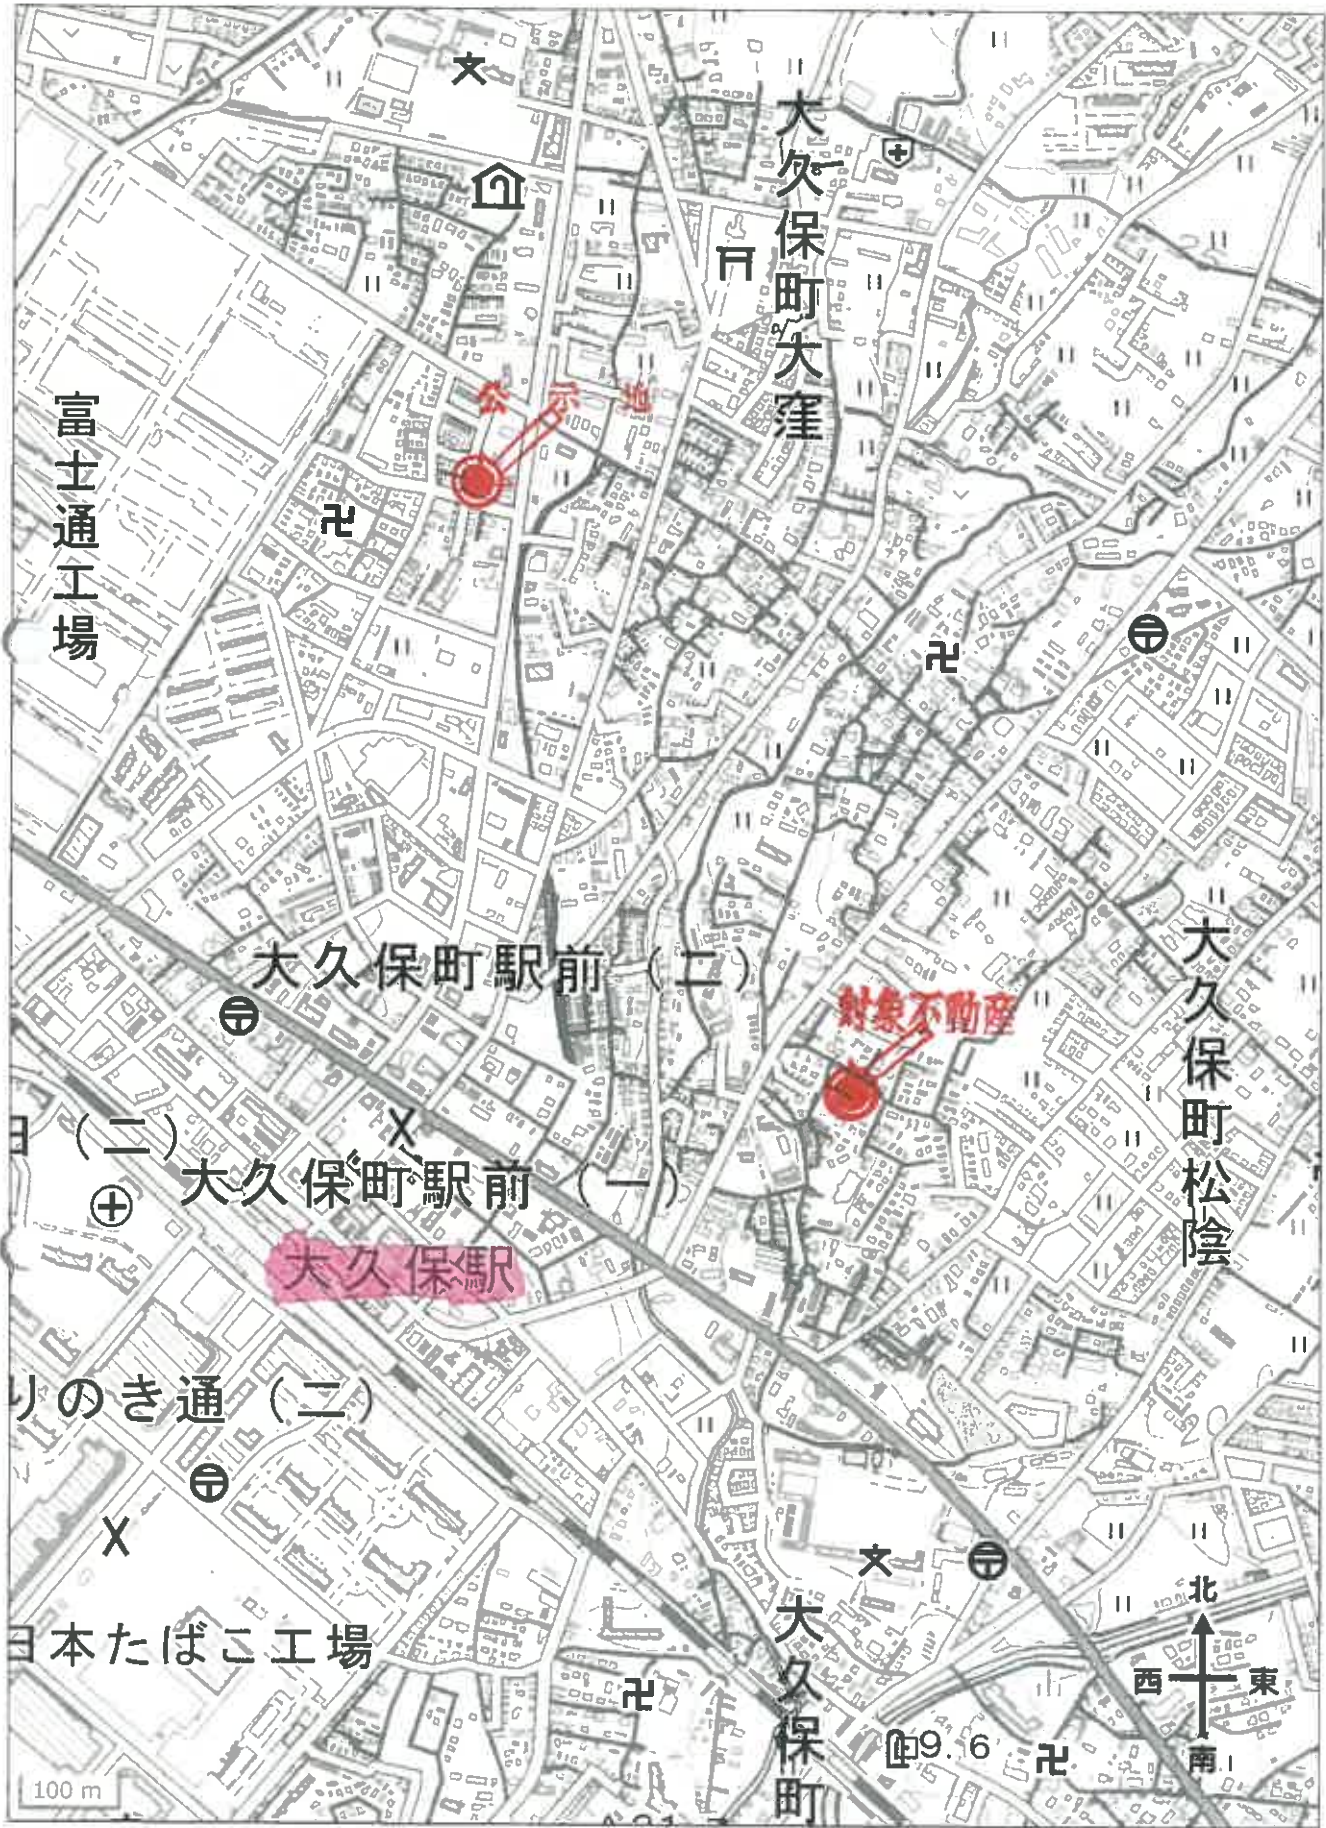 大久保町大窪
富士通工場
公示地
大久保町駅前（二）
対象不動産
大久保町松陰
（二）
大久保町駅前（一）
大久保駅
りのき通（二）
日本たばこ工場
大久保町
9.6
北
西
東
南
100 m